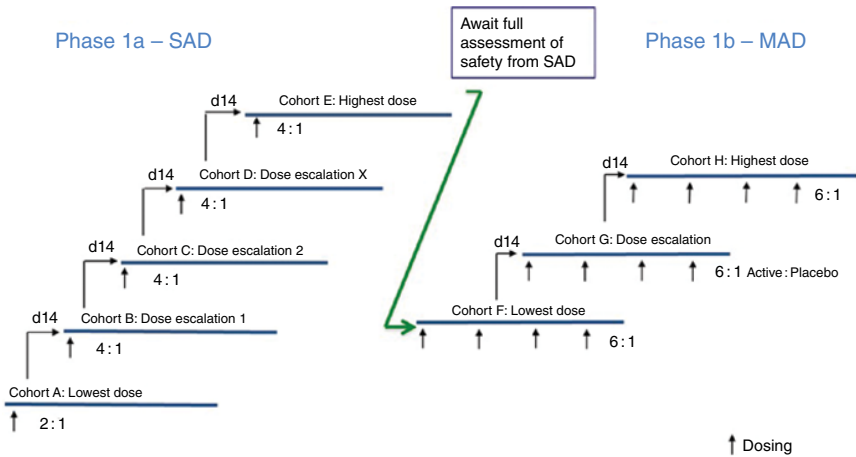 Phase 1a – SAD
Await full
assessment of
safety from SAD
Phase 1b – MAD
d14
Cohort E: Highest dose
4 : 1
d14
Cohort D: Dose escalation X
4 : 1
d14
Cohort C: Dose escalation 2
4 : 1
d14
Cohort B: Dose escalation 1
4 : 1
Cohort A: Lowest dose
2 : 1
d14
Cohort H: Highest dose
6 : 1
d14
Cohort G: Dose escalation
6 : 1 Active : Placebo
Cohort F: Lowest dose
6 : 1
Dosing